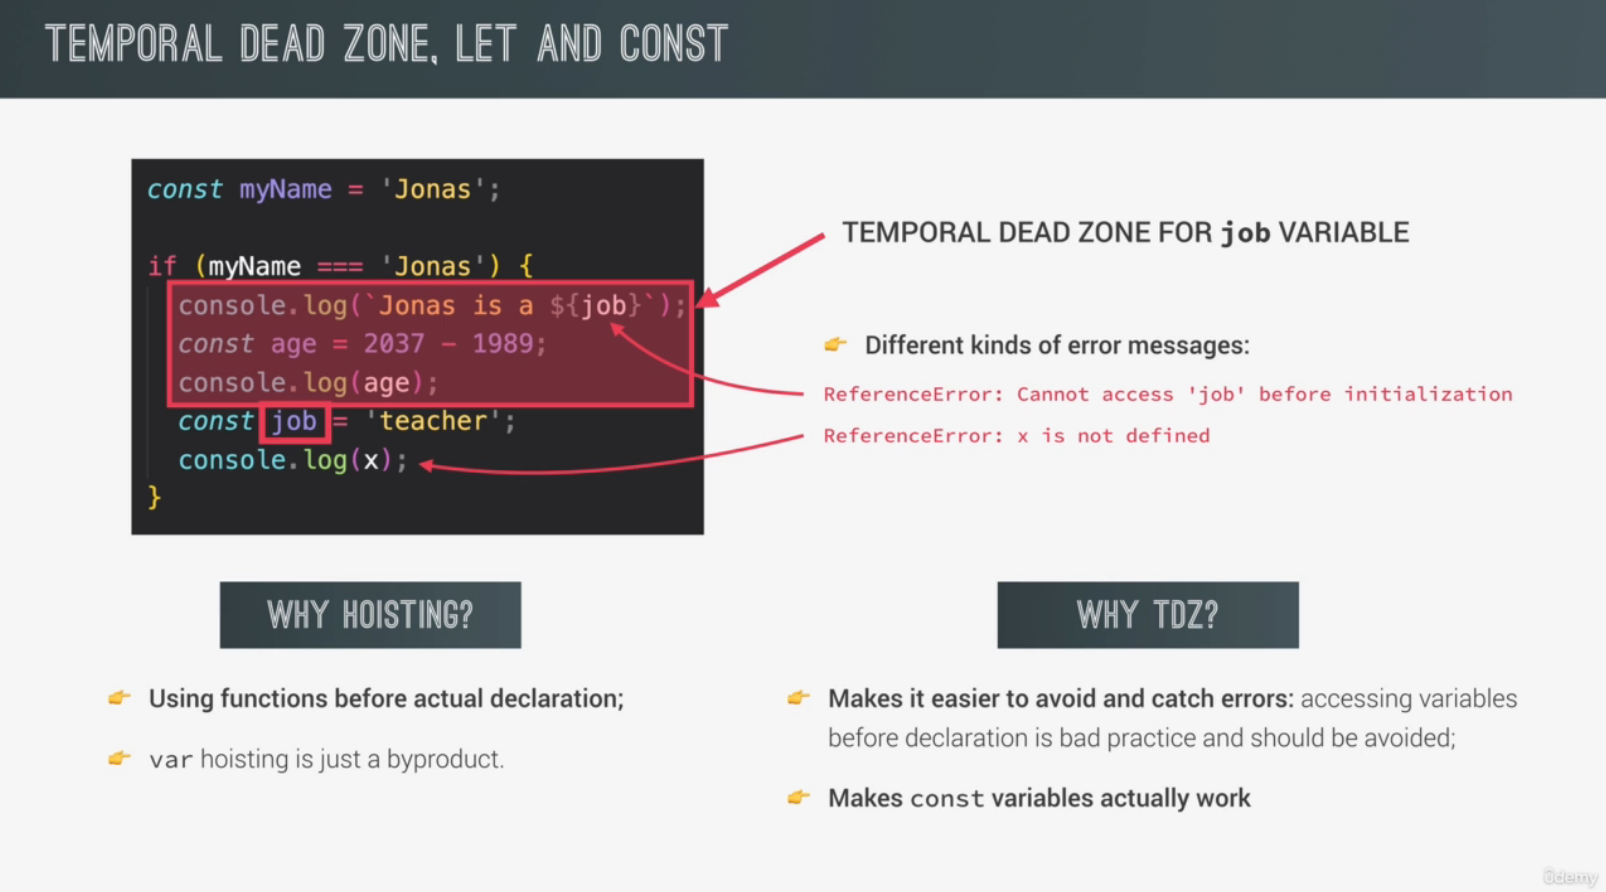 TEMPORAL DEAD ZONE, LET AND CONST
const myName = 'Jonas';
if (myName === 'Jonas') {
console.log(`Jonas is a ${job}`);
const age = 2037 - 1989;
console.log(age);
const job = 'teacher';
console.log(x);
}
TEMPORAL DEAD ZONE FOR job VARIABLE
👉 Different kinds of error messages:
ReferenceError: Cannot access 'job' before initialization
ReferenceError: x is not defined
WHY HOISTING?
👉 Using functions before actual declaration;
👉 var hoisting is just a byproduct.
WHY TDZ?
👉 Makes it easier to avoid and catch errors: accessing variables
before declaration is bad practice and should be avoided;
👉 Makes const variables actually work
ûdemy